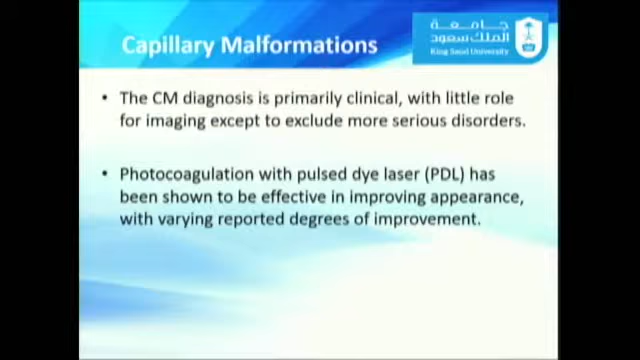 Capillary Malformations
جامعة
الملك سعود
King Saud University
• The CM diagnosis is primarily clinical, with little role
for imaging except to exclude more serious disorders.
• Photocoagulation with pulsed dye laser (PDL) has
been shown to be effective in improving appearance,
with varying reported degrees of improvement.